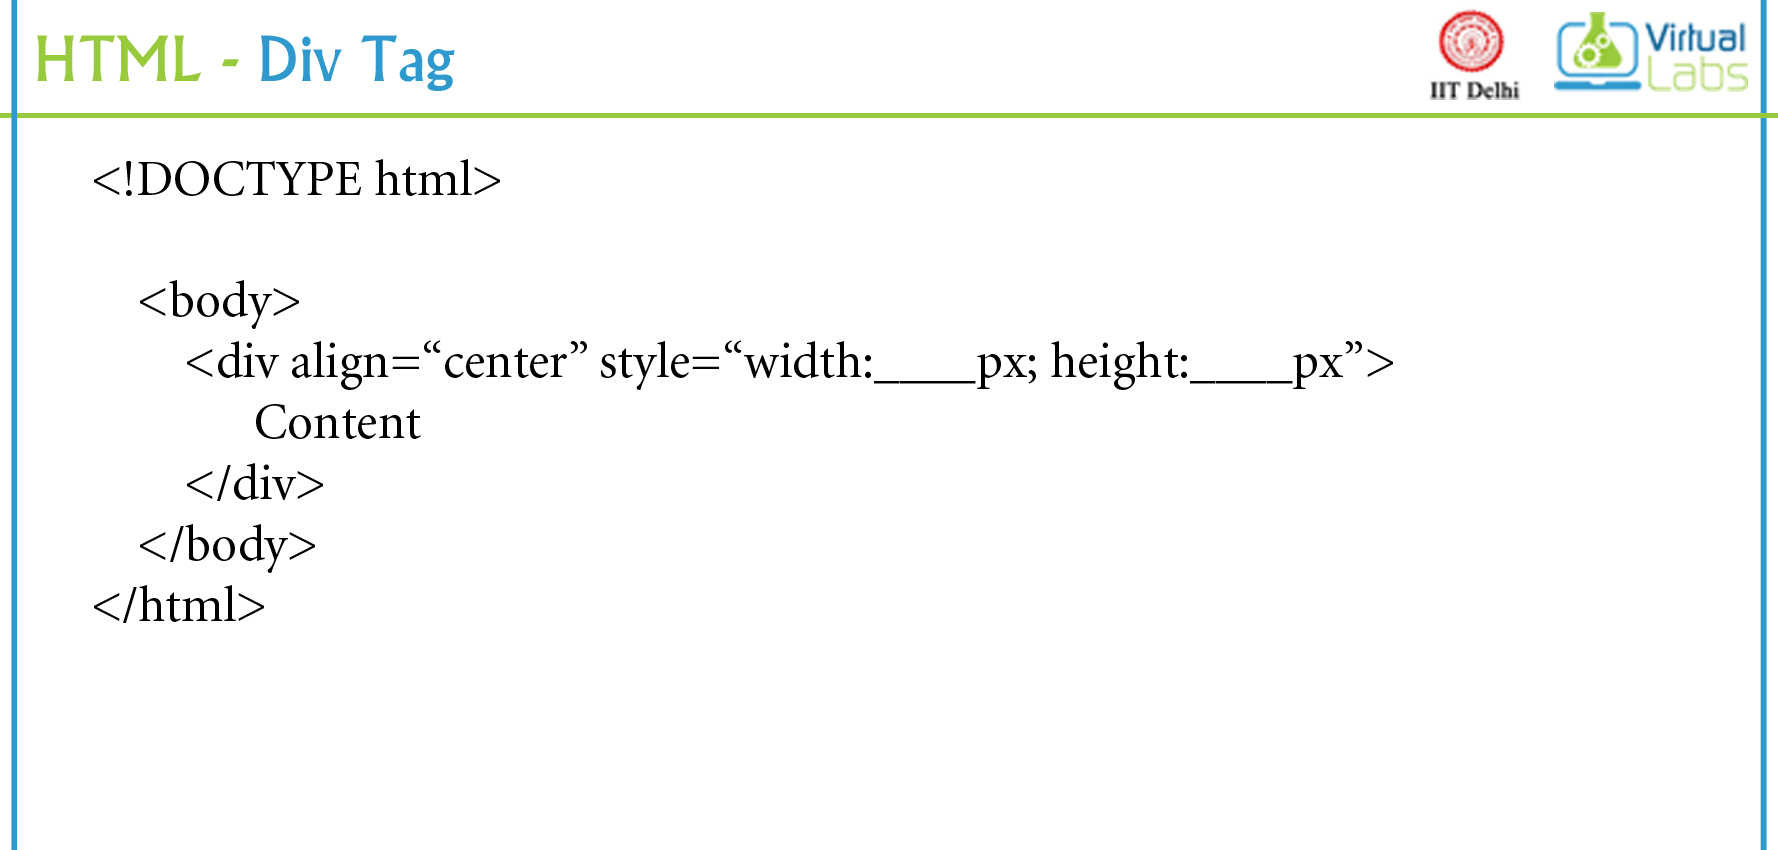 HTML - Div Tag
IIT Delhi
Virtual
Labs
<!DOCTYPE html>
<body>
<div align=“center” style=“width:____px; height:____px”>
Content
</div>
</body>
</html>